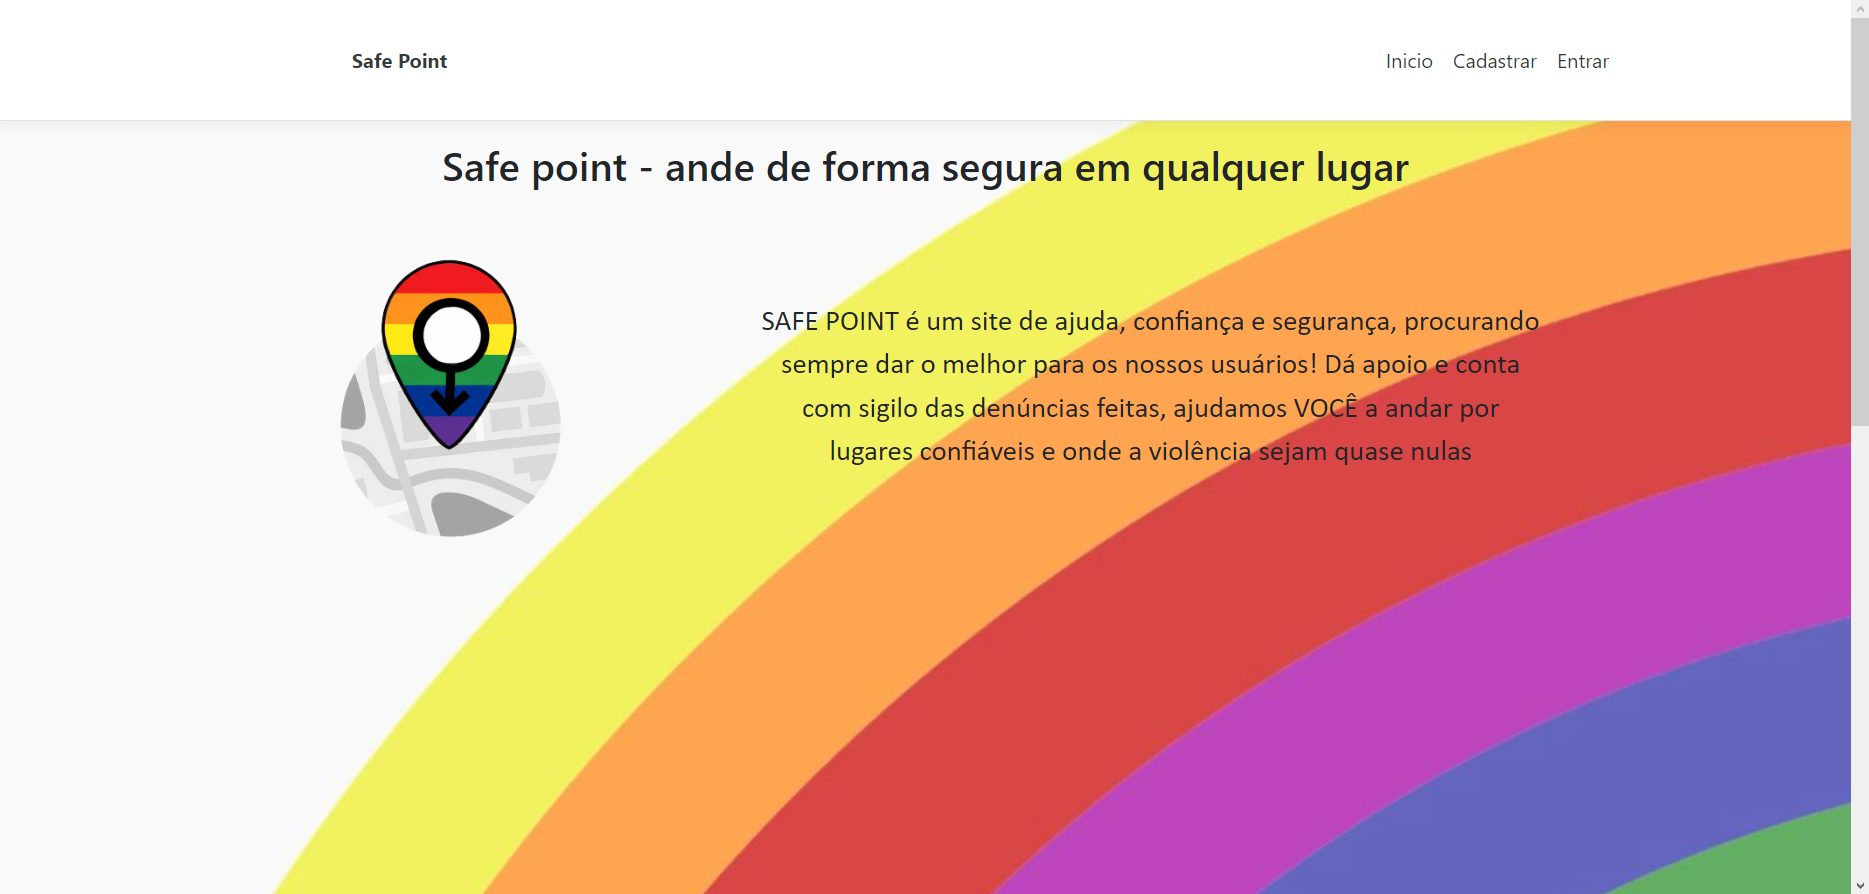 Safe Point
Inicio Cadastrar Entrar
Safe point - ande de forma segura em qualquer lugar
SAFE POINT é um site de ajuda, confiança e segurança, procurando
sempre dar o melhor para os nossos usuários! Dá apoio e conta
com sigilo das denúncias feitas, ajudamos VOCÊ a andar por
lugares confiáveis e onde a violência sejam quase nulas